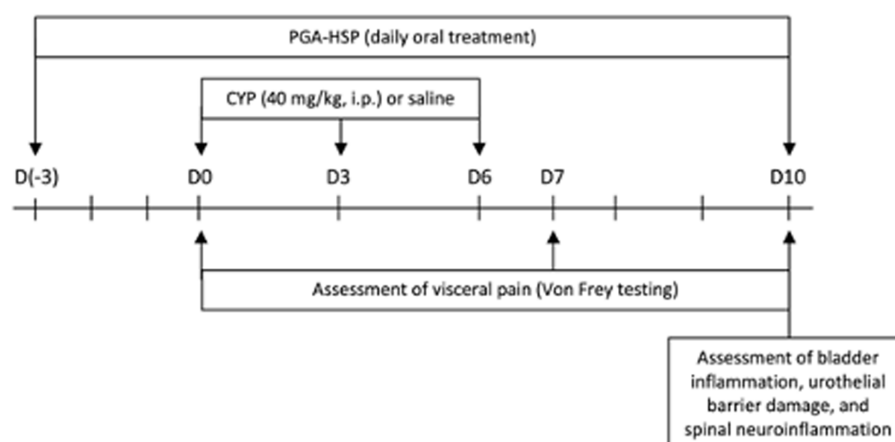 PGA-HSP (daily oral treatment)
CYP (40 mg/kg, i.p.) or saline
D(-3) D0 D3 D6 D7 D10
Assessment of visceral pain (Von Frey testing)
Assessment of bladder
inflammation, urothelial
barrier damage, and
spinal neuroinflammation